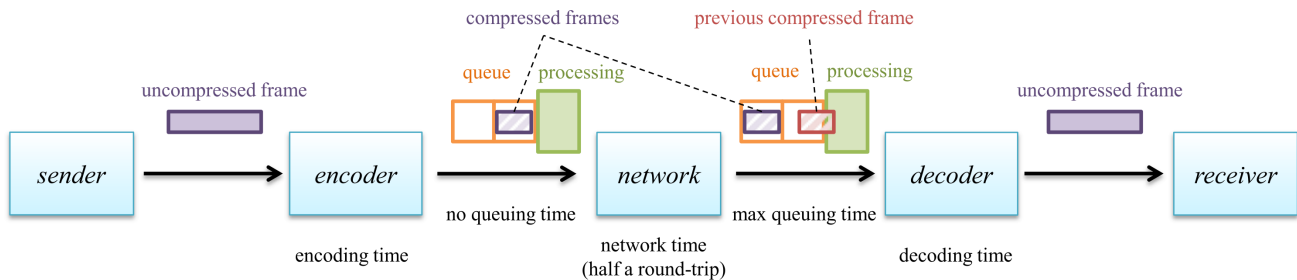 compressed frames
previous compressed frame
queue
processing
queue
processing
uncompressed frame
uncompressed frame
sender
encoder
network
decoder
receiver
no queuing time
max queuing time
encoding time
network time
(half a round-trip)
decoding time